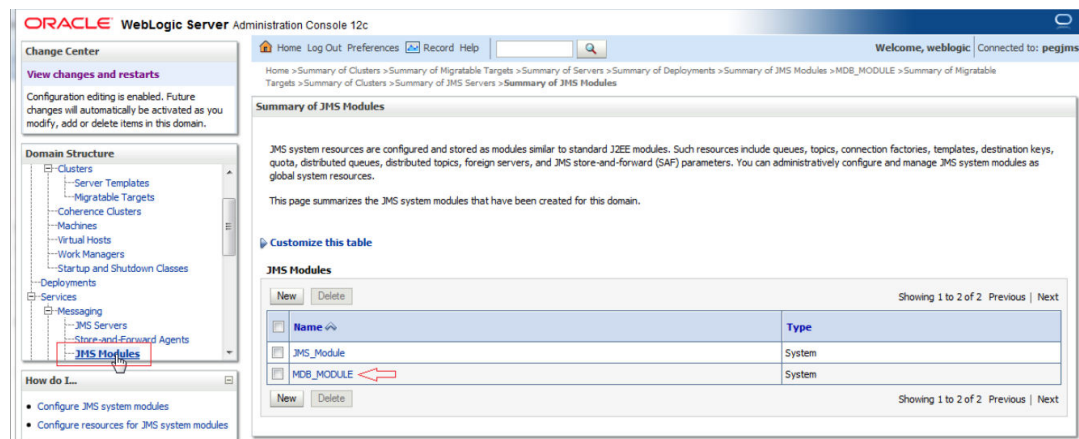 ORACLE WebLogic Server Administration Console 12c
Change Center
View changes and restarts
Configuration editing is enabled. Future
changes will automatically be activated as you
modify, add or delete items in this domain.
Domain Structure
Clusters
Server Templates
Migratable Targets
Coherence Clusters
Machines
Virtual Hosts
Work Managers
Startup and Shutdown Classes
Deployments
Services
Messaging
JMS Servers
Store-and-Forward Agents
JMS Modules
How do I...
Configure JMS system modules
Configure resources for JMS system modules
Home Log Out Preferences Record Help
Welcome, weblogic Connected to: pegjms
Home >Summary of Clusters >Summary of Migratable Targets >Summary of Servers >Summary of Deployments >Summary of JMS Modules >MDB_MODULE >Summary of Migratable
Targets >Summary of Clusters >Summary of JMS Servers >Summary of JMS Modules
Summary of JMS Modules
JMS system resources are configured and stored as modules similar to standard J2EE modules. Such resources include queues, topics, connection factories, templates, destination keys,
quota, distributed queues, distributed topics, foreign servers, and JMS store-and-forward (SAF) parameters. You can administratively configure and manage JMS system modules as
global system resources.
This page summarizes the JMS system modules that have been created for this domain.
Customize this table
JMS Modules
New Delete Showing 1 to 2 of 2 Previous | Next
Name Type
JMS_Module System
MDB_MODULE System
New Delete Showing 1 to 2 of 2 Previous | Next